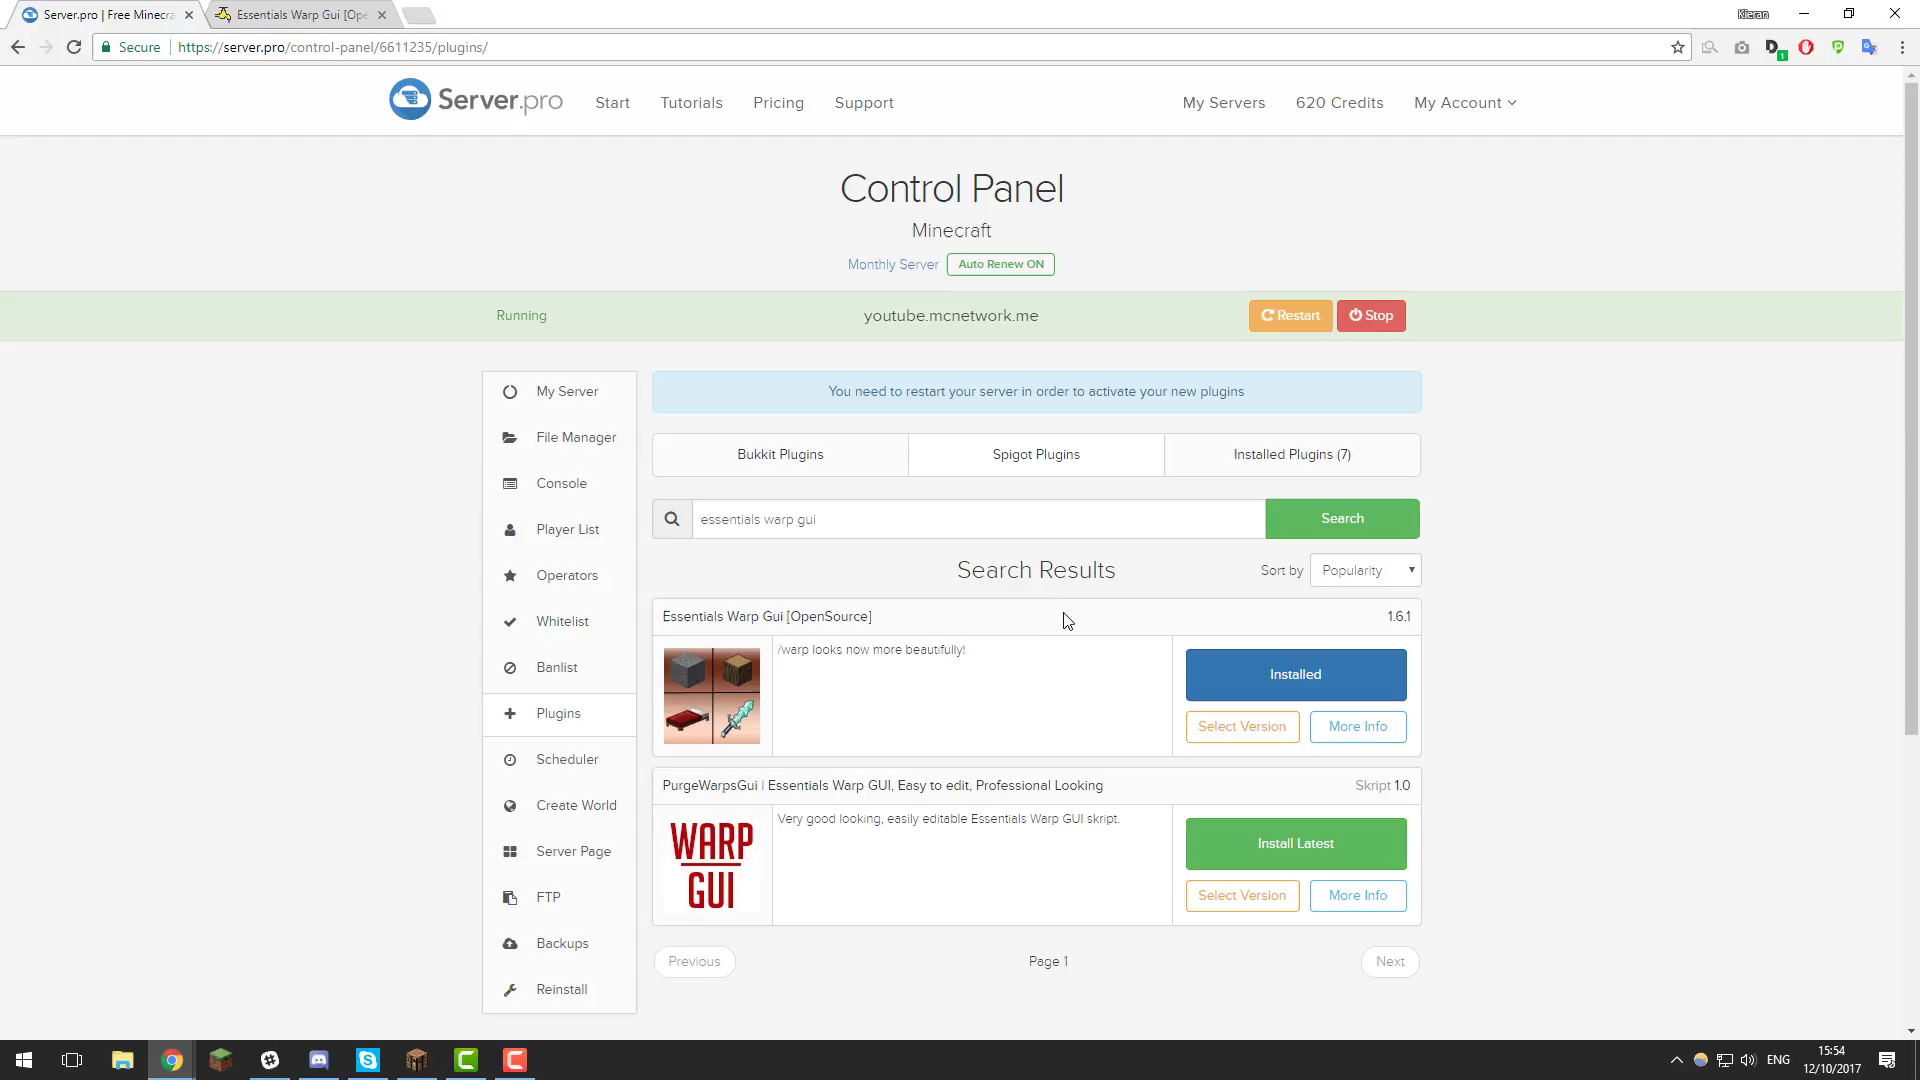 Server.pro | Free Minecra
Essentials Warp Gui [Ope
Kieran
Secure
https://server.pro/control-panel/6611235/plugins/
1
Server.pro
Start
Tutorials
Pricing
Support
My Servers
620 Credits
My Account
Control Panel
Minecraft
Monthly Server
Auto Renew ON
Running
youtube.mcnetwork.me
Restart
Stop
My Server
File Manager
Console
Player List
Operators
Whitelist
Banlist
Plugins
Scheduler
Create World
Server Page
FTP
Backups
Reinstall
You need to restart your server in order to activate your new plugins
Bukkit Plugins
Spigot Plugins
Installed Plugins (7)
essentials warp gui
Search
Search Results
Sort by
Popularity
Essentials Warp Gui [OpenSource]
1.6.1
/warp looks now more beautifully!
Installed
Select Version
More Info
PurgeWarpsGui | Essentials Warp GUI, Easy to edit, Professional Looking
Skript 1.0
WARP
GUI
Very good looking, easily editable Essentials Warp GUI skript.
Install Latest
Select Version
More Info
Previous
Page 1
Next
ENG
15:54
12/10/2017